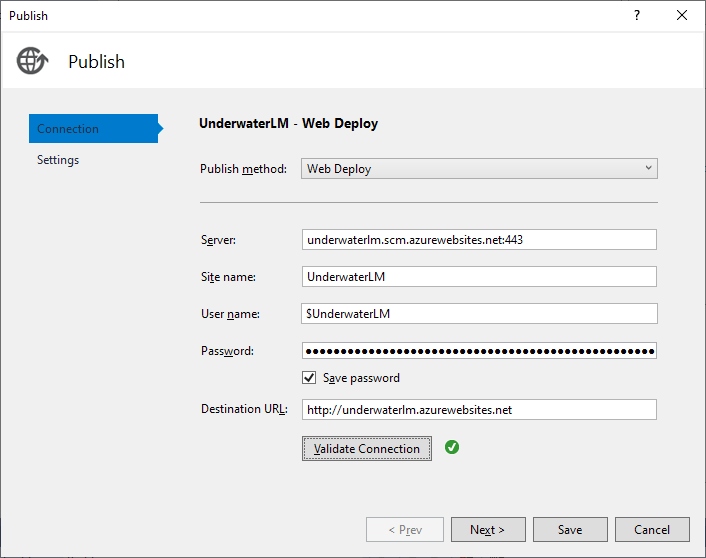 Publish
?
Publish
Connection
Settings
UnderwaterLM - Web Deploy
Publish method: Web Deploy
Server: underwaterlm.scm.azurewebsites.net:443
Site name: UnderwaterLM
User name: $UnderwaterLM
Password: ••••••••••••••••••••••••••••••••••••••••••••••••••
Save password
Destination URL: http://underwaterlm.azurewebsites.net
Validate Connection
< Prev Next > Save Cancel